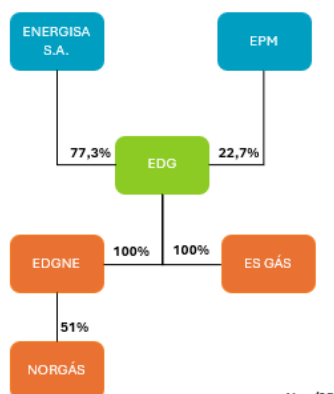 ENERGISA
S.A.
EPM
77,3%
EDG
22,7%
EDGNE
100%
100%
ES GÁS
51%
NORGÁS